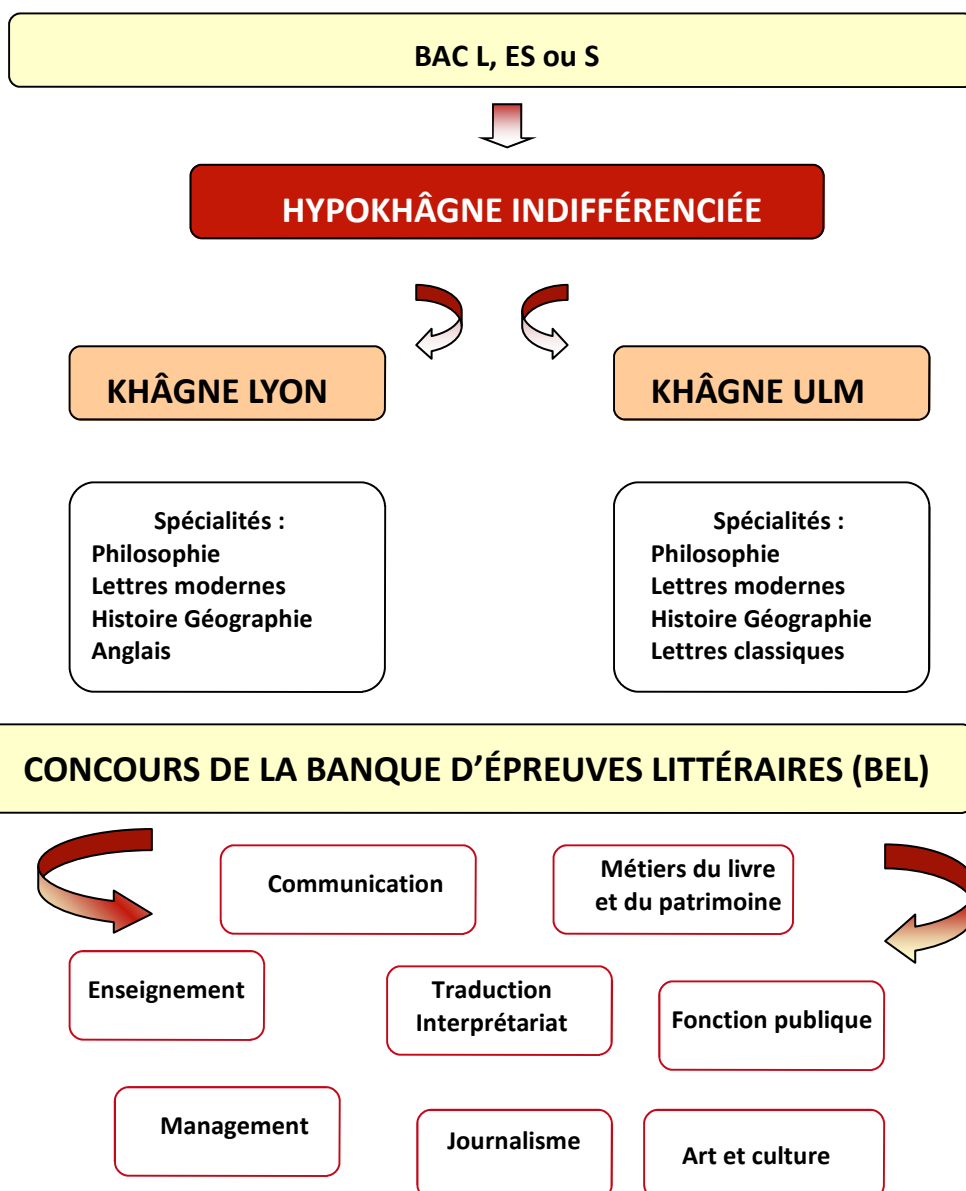 BAC L, ES ou S
HYPOKHÂGNE INDIFFÉRENCIÉE
KHÂGNE LYON
KHÂGNE ULM
Spécialités :
Philosophie
Lettres modernes
Histoire Géographie
Anglais
Spécialités :
Philosophie
Lettres modernes
Histoire Géographie
Lettres classiques
CONCOURS DE LA BANQUE D’ÉPREUVES LITTÉRAIRES (BEL)
Communication
Métiers du livre
et du patrimoine
Enseignement
Traduction
Interprétariat
Fonction publique
Management
Journalisme
Art et culture